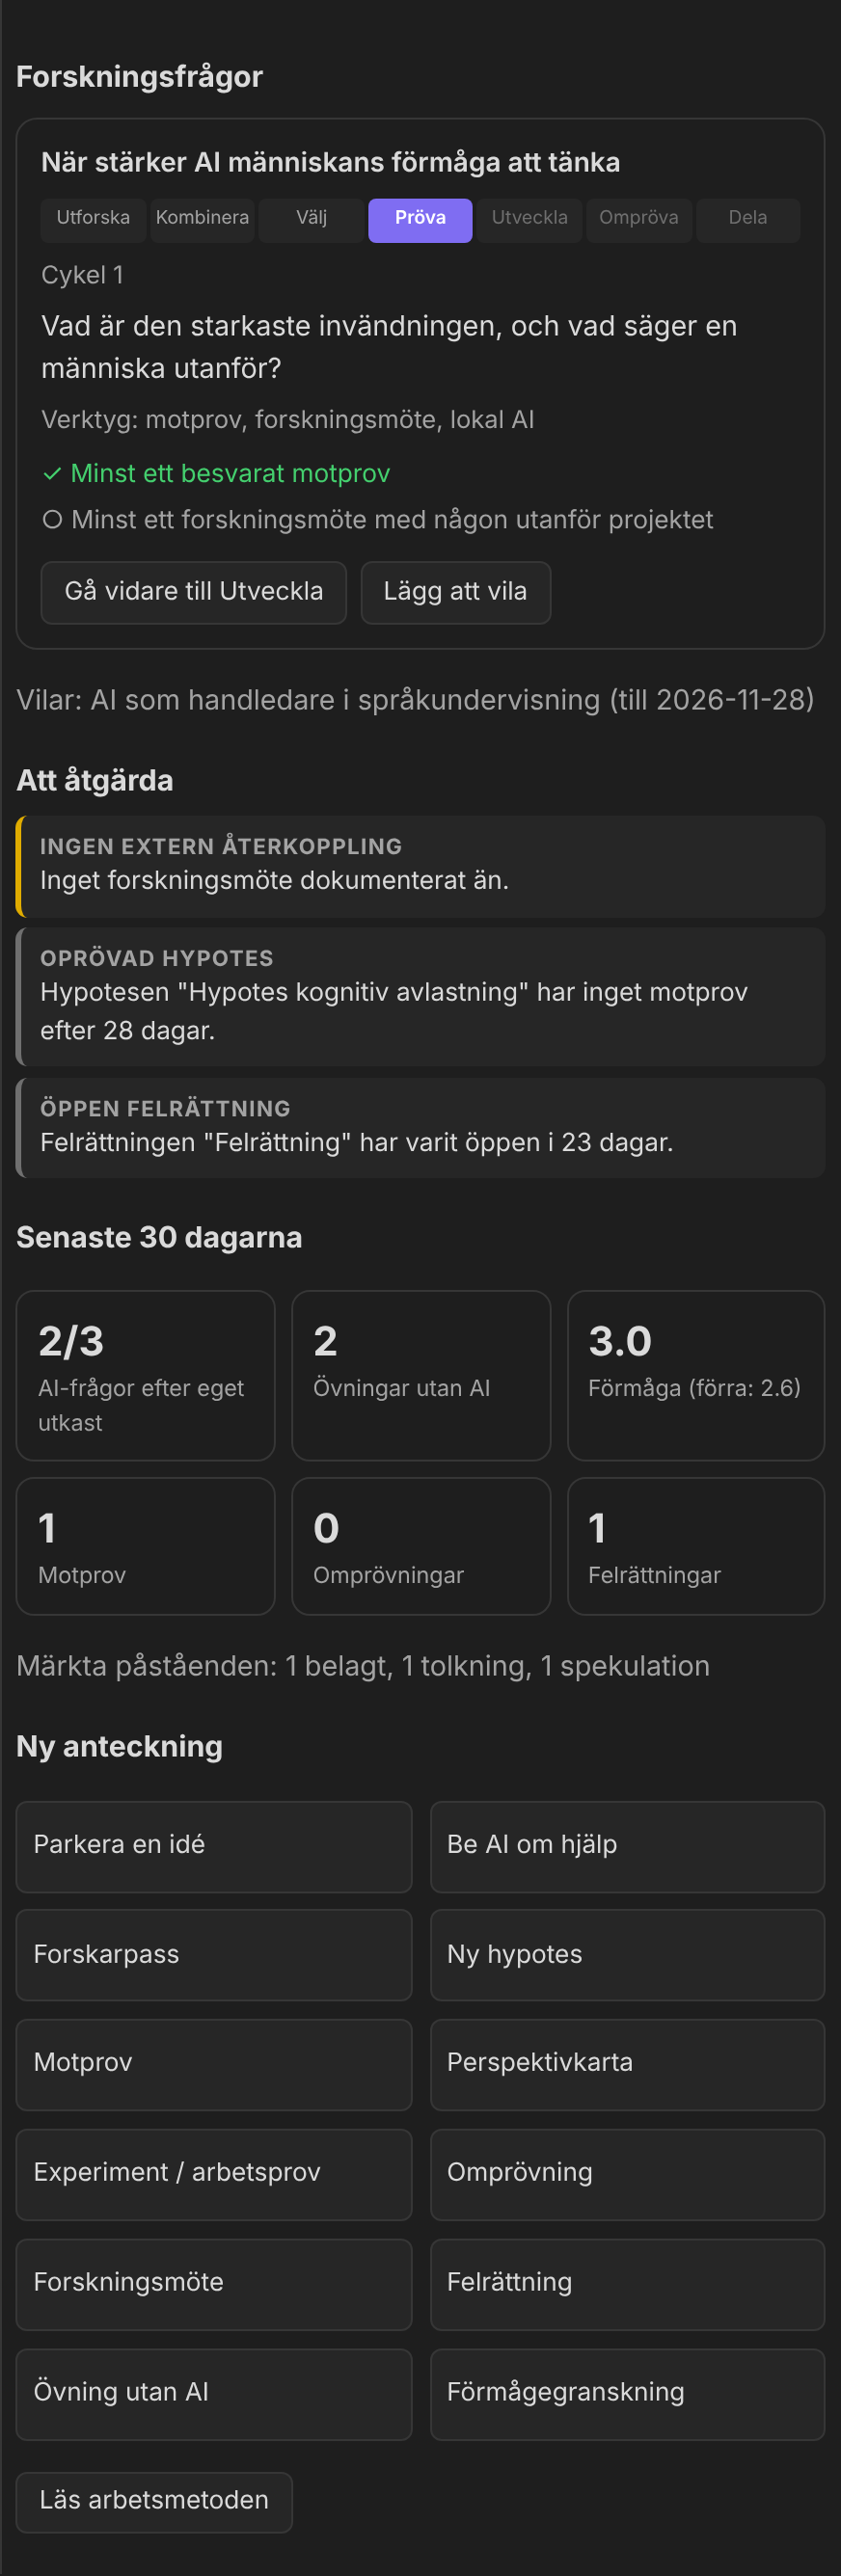 Forskningsfrågor
När stärker AI människans förmåga att tänka
Utforska Kombinera Välj Pröva Utveckla Ompröva Dela
Cykel 1
Vad är den starkaste invändningen, och vad säger en
människa utanför?
Verktyg: motprov, forskningsmöte, lokal AI
✓ Minst ett besvarat motprov
○ Minst ett forskningsmöte med någon utanför projektet
Gå vidare till Utveckla Lägg att vila
Vilar: AI som handledare i språkundervisning (till 2026-11-28)
Att åtgärda
INGEN EXTERN ÅTERKOPPLING
Inget forskningsmöte dokumenterat än.
OPRÖVAD HYPOTES
Hypotesen "Hypotes kognitiv avlastning" har inget motprov
efter 28 dagar.
ÖPPEN FELRÄTTNING
Felrättningen "Felrättning" har varit öppen i 23 dagar.
Senaste 30 dagarna
2/3
AI-frågor efter eget
utkast
2
Övningar utan AI
3.0
Förmåga (förra: 2.6)
1
Motprov
0
Omprövningar
1
Felrättningar
Märkta påståenden: 1 belagt, 1 tolkning, 1 spekulation
Ny anteckning
Parkera en idé
Be AI om hjälp
Forskarpass
Ny hypotes
Motprov
Perspektivkarta
Experiment / arbetsprov
Omprövning
Forskningsmöte
Felrättning
Övning utan AI
Förmågegranskning
Läs arbetsmetoden